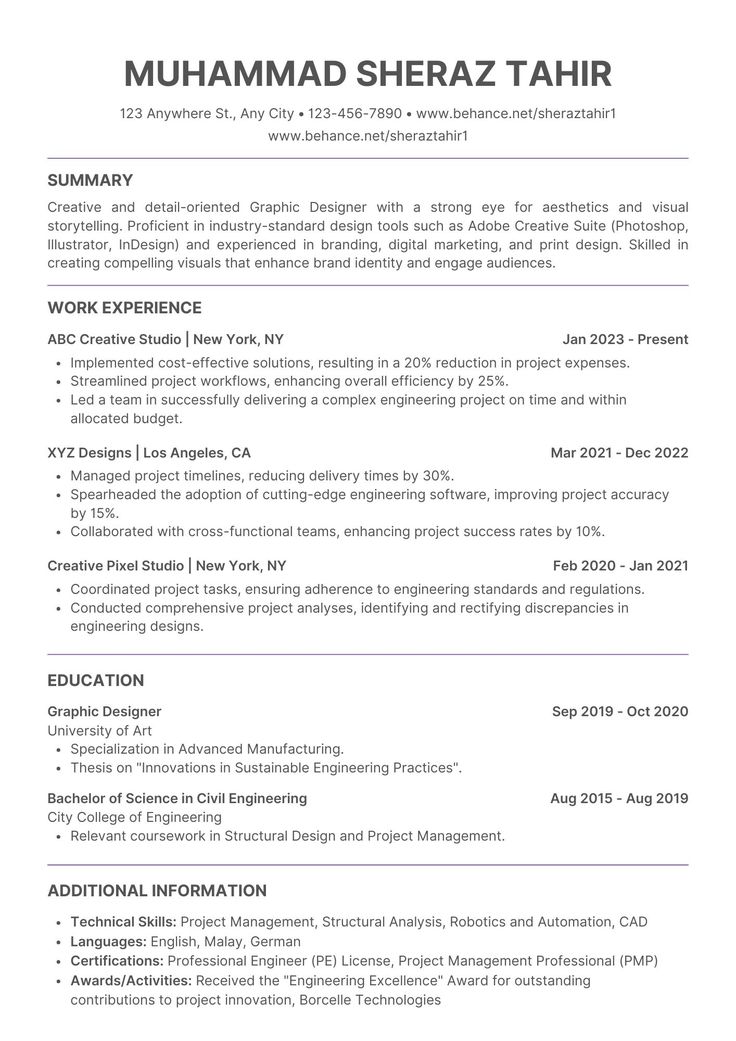 MUHAMMAD SHERAZ TAHIR
123 Anywhere St., Any City • 123-456-7890 • www.behance.net/sheraztahir1
www.behance.net/sheraztahir1
SUMMARY
Creative and detail-oriented Graphic Designer with a strong eye for aesthetics and visual
storytelling. Proficient in industry-standard design tools such as Adobe Creative Suite (Photoshop,
Illustrator, InDesign) and experienced in branding, digital marketing, and print design. Skilled in
creating compelling visuals that enhance brand identity and engage audiences.
WORK EXPERIENCE
ABC Creative Studio | New York, NY Jan 2023 - Present
• Implemented cost-effective solutions, resulting in a 20% reduction in project expenses.
• Streamlined project workflows, enhancing overall efficiency by 25%.
• Led a team in successfully delivering a complex engineering project on time and within
allocated budget.
XYZ Designs | Los Angeles, CA Mar 2021 - Dec 2022
• Managed project timelines, reducing delivery times by 30%.
• Spearheaded the adoption of cutting-edge engineering software, improving project accuracy
by 15%.
• Collaborated with cross-functional teams, enhancing project success rates by 10%.
Creative Pixel Studio | New York, NY Feb 2020 - Jan 2021
• Coordinated project tasks, ensuring adherence to engineering standards and regulations.
• Conducted comprehensive project analyses, identifying and rectifying discrepancies in
engineering designs.
EDUCATION
Graphic Designer Sep 2019 - Oct 2020
University of Art
• Specialization in Advanced Manufacturing.
• Thesis on "Innovations in Sustainable Engineering Practices".
Bachelor of Science in Civil Engineering Aug 2015 - Aug 2019
City College of Engineering
• Relevant coursework in Structural Design and Project Management.
ADDITIONAL INFORMATION
• Technical Skills: Project Management, Structural Analysis, Robotics and Automation, CAD
• Languages: English, Malay, German
• Certifications: Professional Engineer (PE) License, Project Management Professional (PMP)
• Awards/Activities: Received the "Engineering Excellence" Award for outstanding
contributions to project innovation, Borcelle Technologies